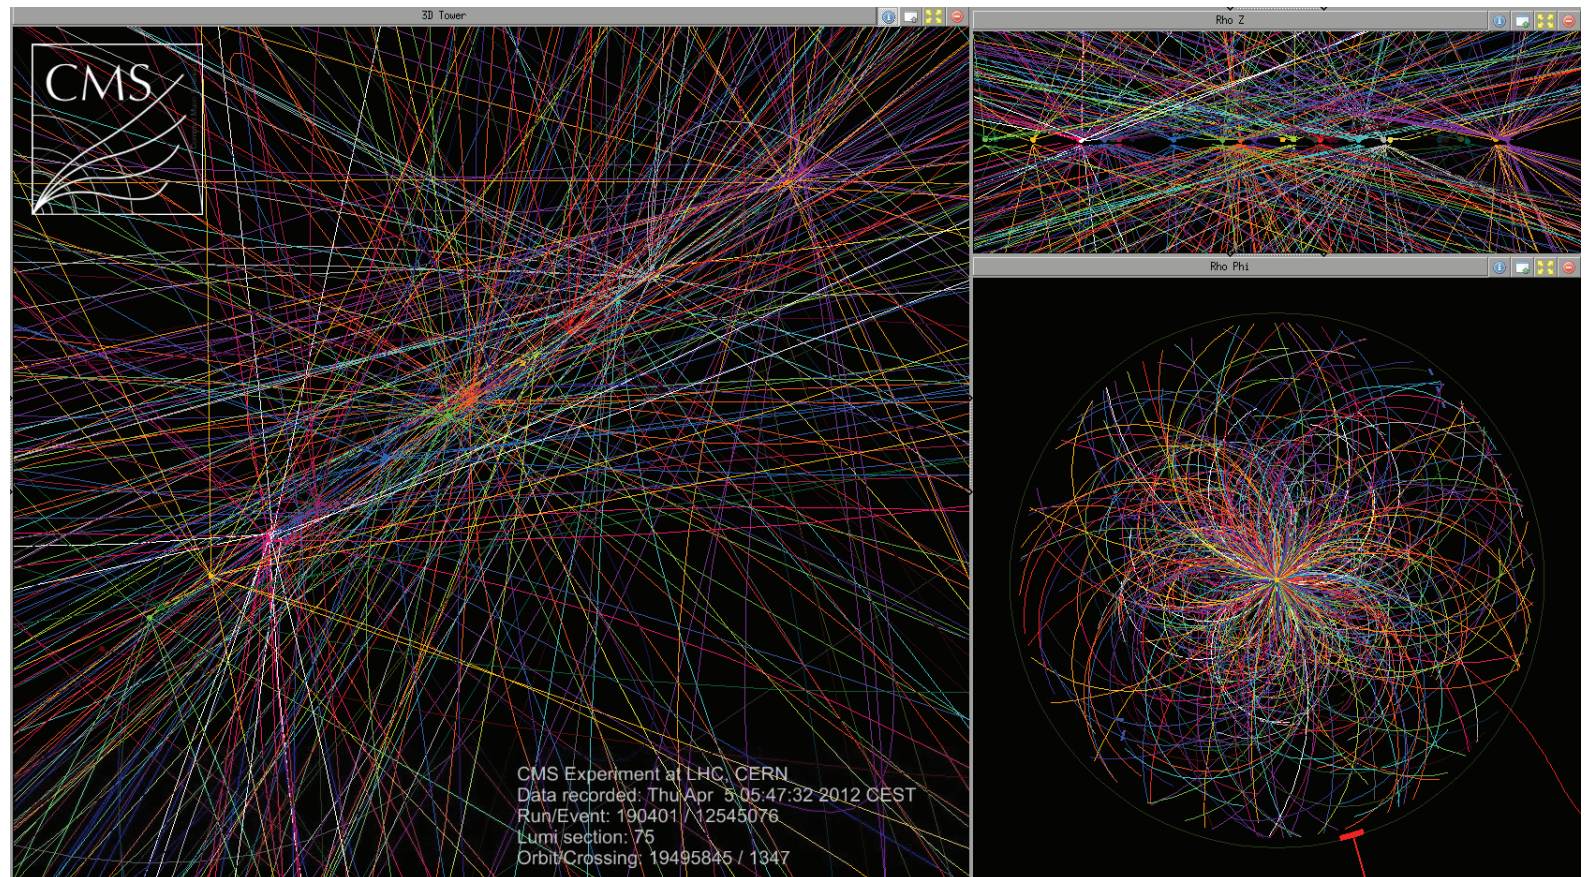 3D Tower
Rho Z
CMS
Rho Phi
CMS Experiment at LHC, CERN
Data recorded: Thu Apr  5 05:47:32 2012 CEST
Run/Event: 190401 / 12545076
Lumi section: 75
Orbit/Crossing: 19495845 / 1347